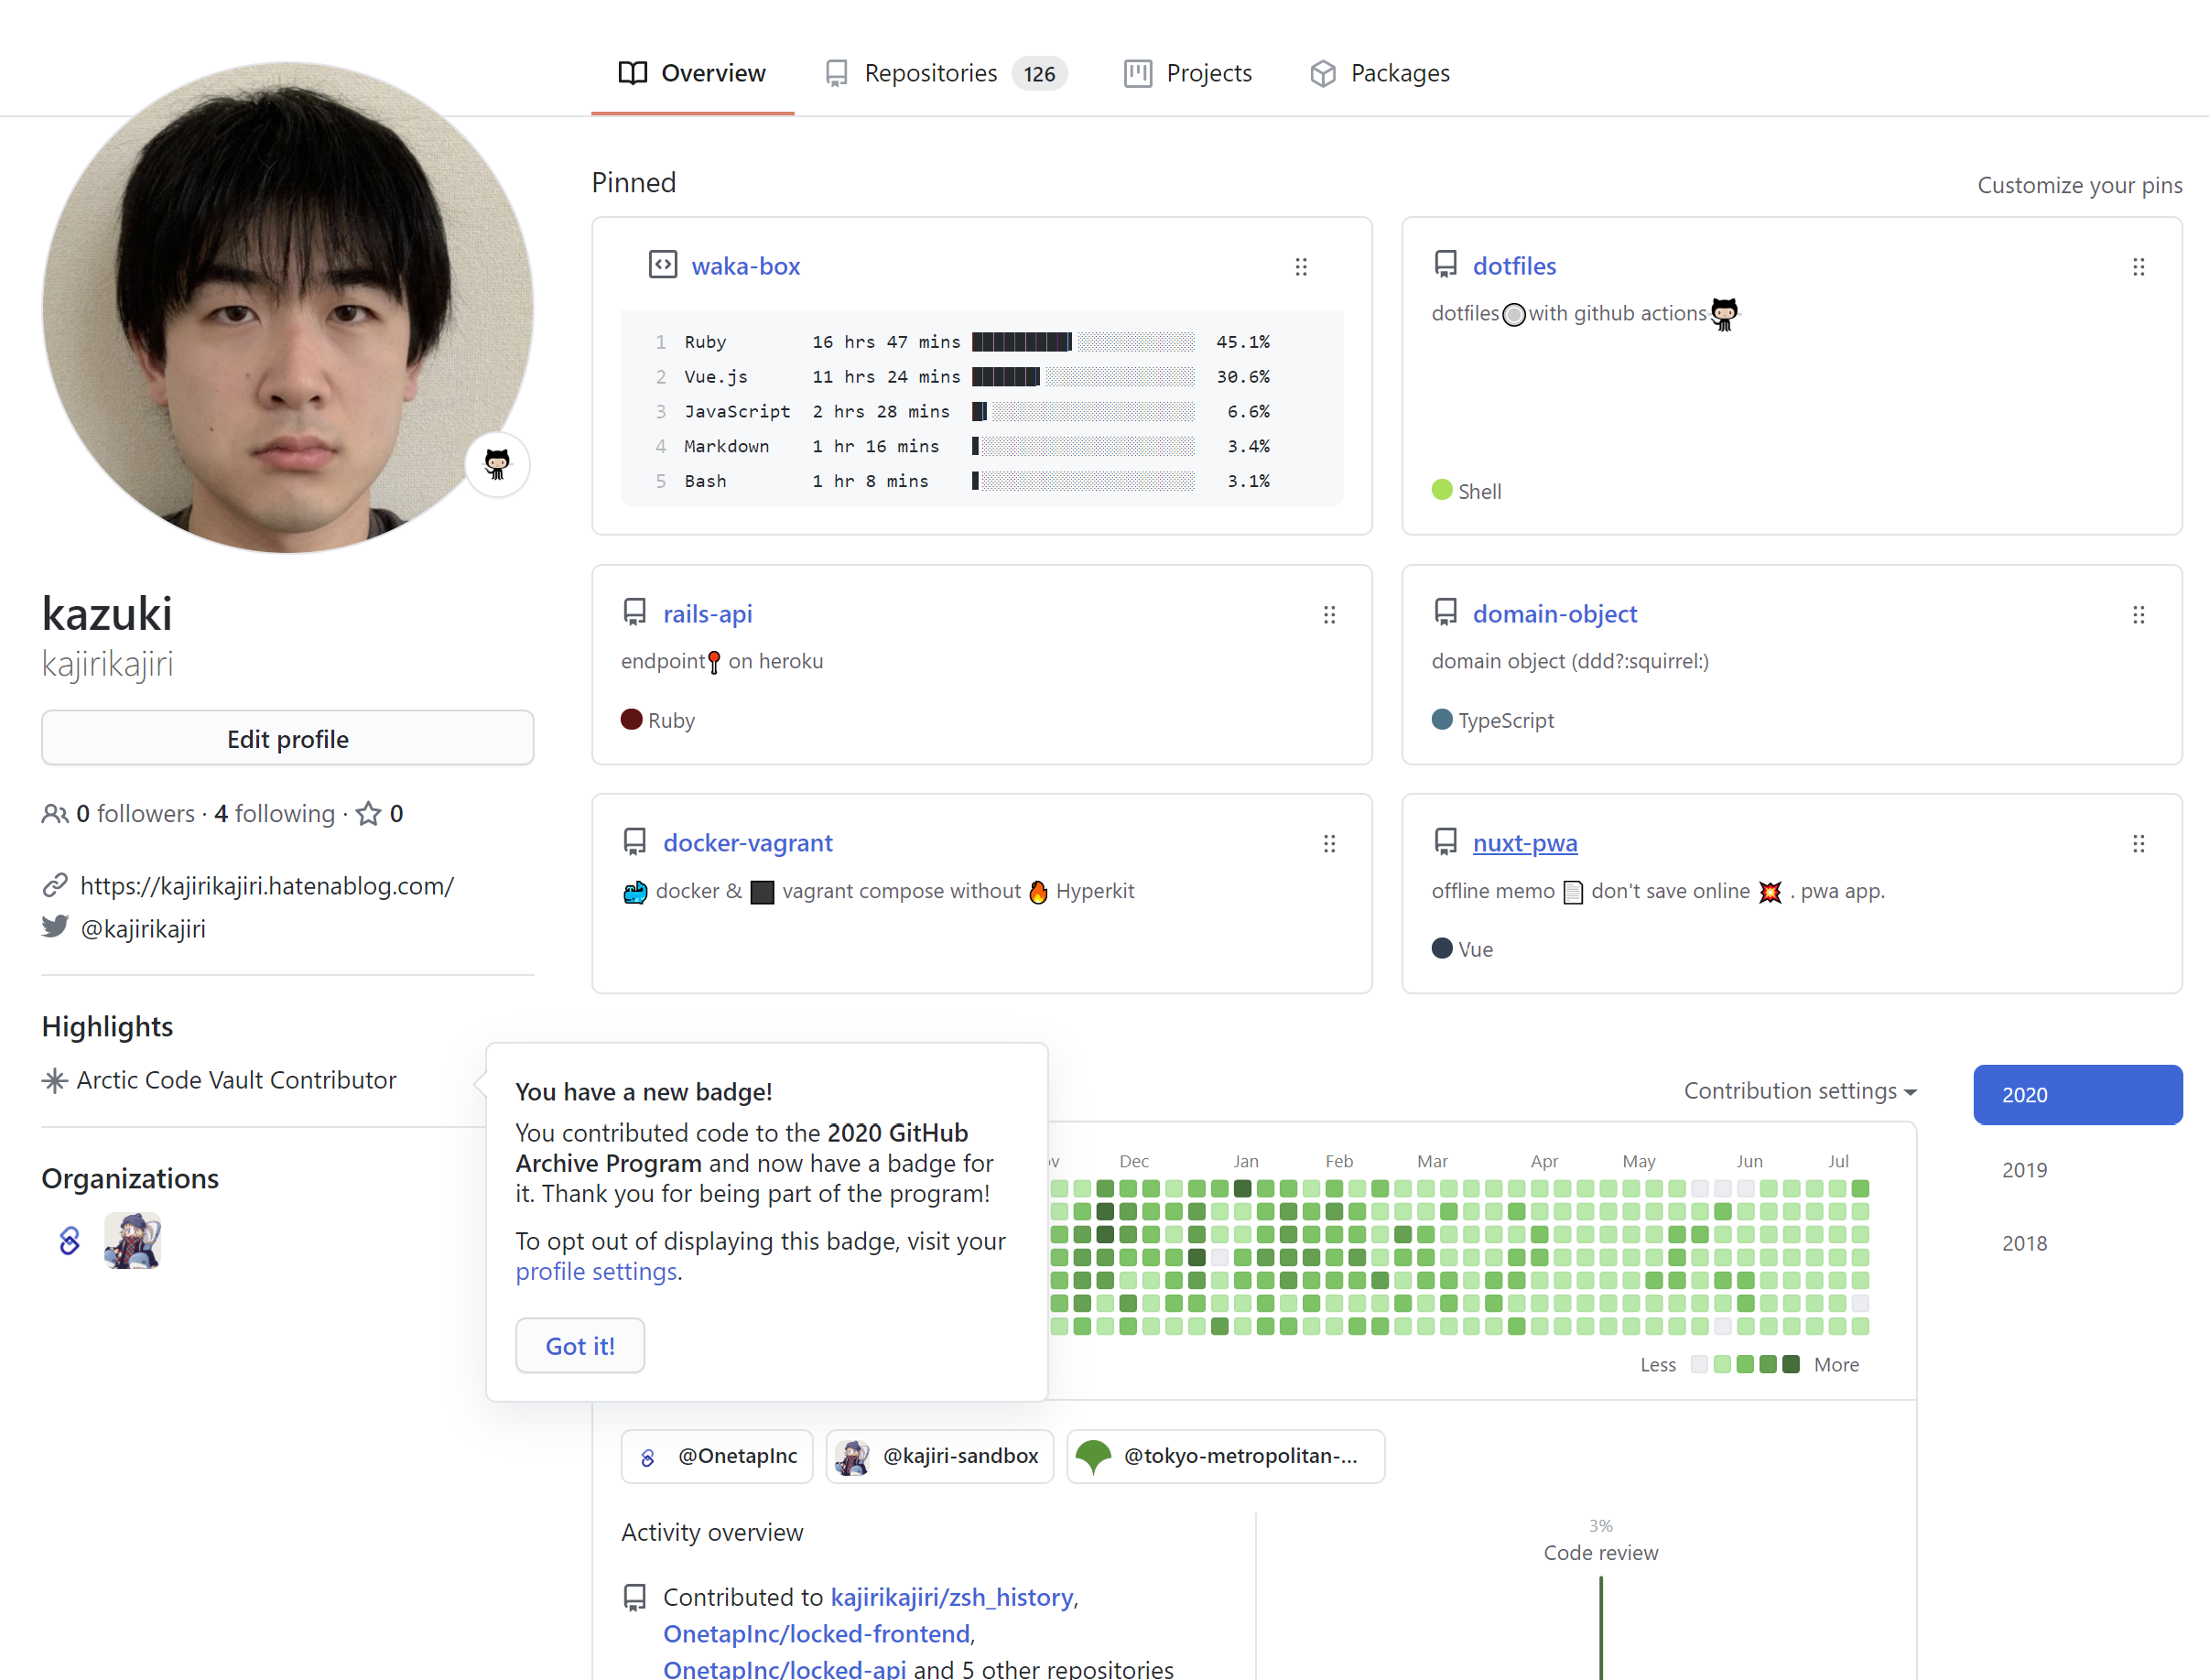 Overview
Repositories 126
Projects
Packages
kazuki
kajirikajiri
Edit profile
0 followers · 4 following · 0
https://kajirikajiri.hatenablog.com/
@kajirikajiri
Highlights
Arctic Code Vault Contributor
Organizations
Pinned
Customize your pins
waka-box
1 Ruby 16 hrs 47 mins 45.1%
2 Vue.js 11 hrs 24 mins 30.6%
3 JavaScript 2 hrs 28 mins 6.6%
4 Markdown 1 hr 16 mins 3.4%
5 Bash 1 hr 8 mins 3.1%
dotfiles
dotfiles with github actions
Shell
rails-api
endpoint on heroku
Ruby
domain-object
domain object (ddd?:squirrel:)
TypeScript
docker-vagrant
docker & vagrant compose without Hyperkit
nuxt-pwa
offline memo don't save online . pwa app.
Vue
You have a new badge!
You contributed code to the 2020 GitHub
Archive Program and now have a badge for
it. Thank you for being part of the program!
To opt out of displaying this badge, visit your
profile settings.
Got it!
Contribution settings
2020
2019
2018
Dec Jan Feb Mar Apr May Jun Jul
Less More
@OnetapInc
@kajiri-sandbox
@tokyo-metropolitan-...
Activity overview
Contributed to kajirikajiri/zsh_history,
OnetapInc/locked-frontend,
OnetapInc/locked-api and 5 other repositories
3%
Code review